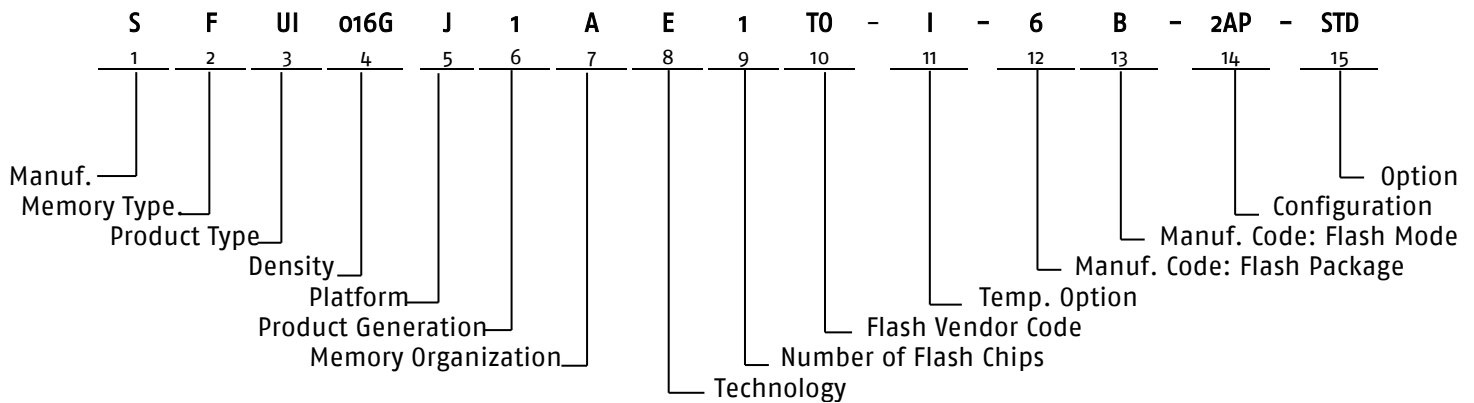 S F UI 016G J 1 A E 1 TO - I - 6 B - 2AP - STD
1 2 3 4 5 6 7 8 9 10 11 12 13 14 15
Manuf. Option
Memory Type. Configuration
Product Type Manuf. Code: Flash Mode
Density Manuf. Code: Flash Package
Platform Temp. Option
Product Generation Flash Vendor Code
Memory Organization Number of Flash Chips
Technology